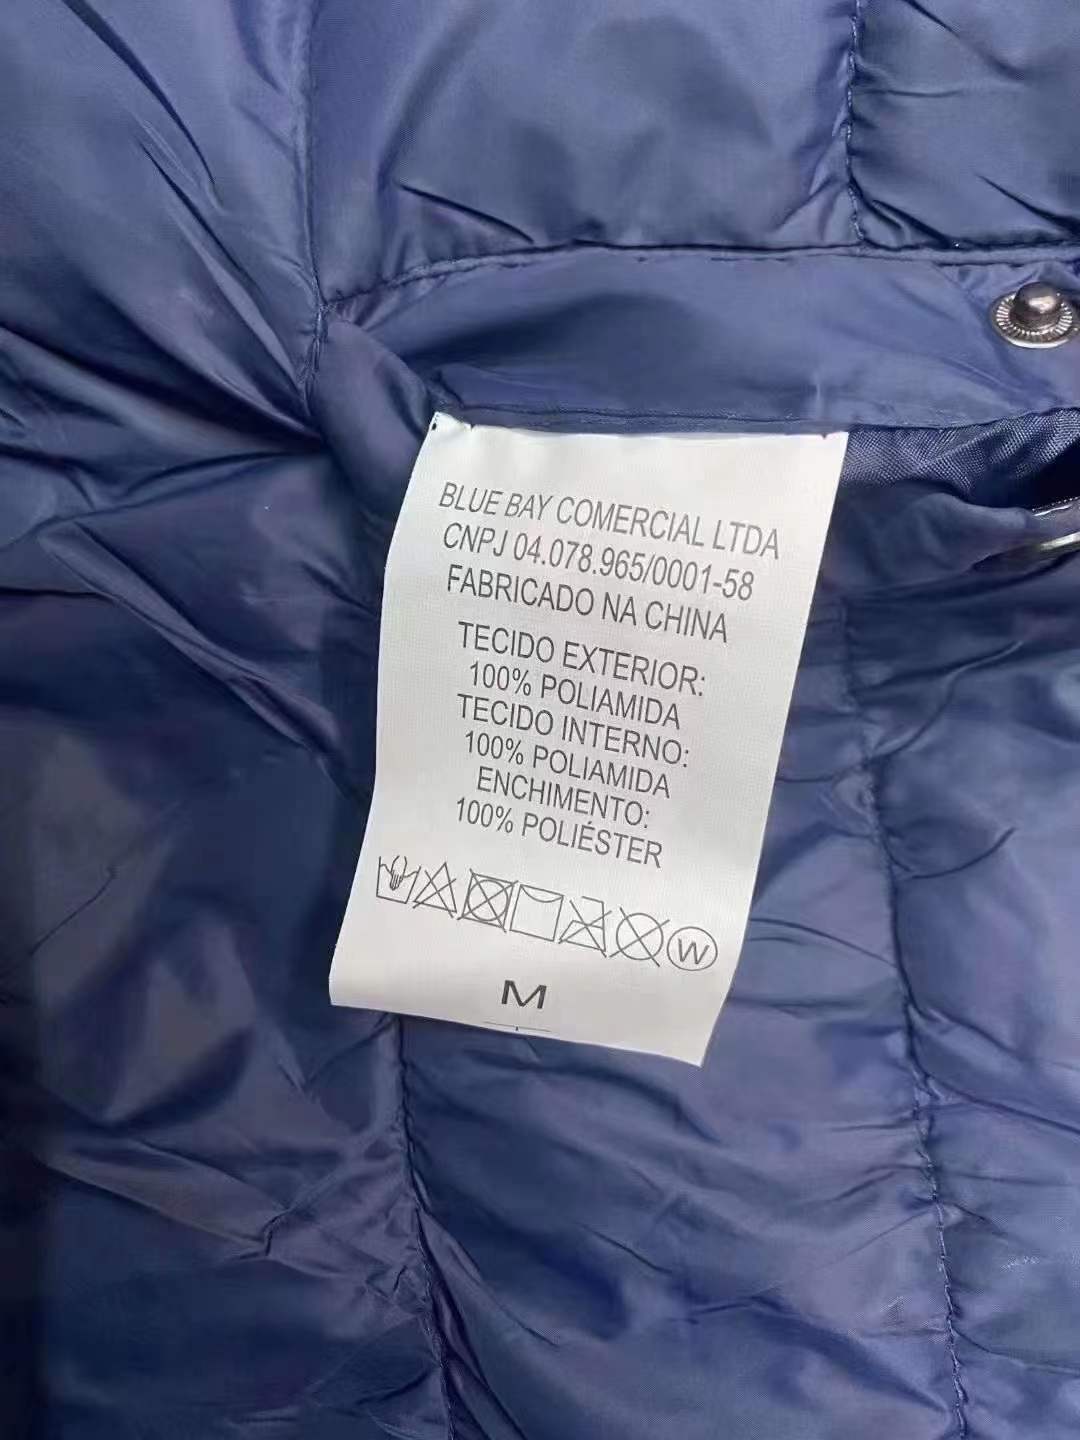 BLUE BAY COMERCIAL LTDA
CNPJ 04.078.965/0001-58
FABRICADO NA CHINA
TECIDO EXTERIOR:
100% POLIAMIDA
TECIDO INTERNO:
100% POLIAMIDA
ENCHIMENTO:
100% POLIÉSTER
W
M